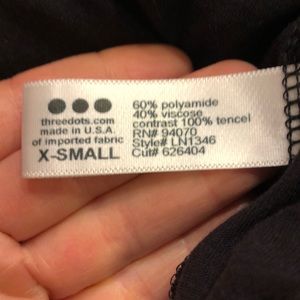 threedots.com
made in U.S.A.
of imported fabric
X-SMALL
60% polyamide
40% viscose
contrast 100% tencel
RN# 94070
Style# LN1346
Cut# 626404